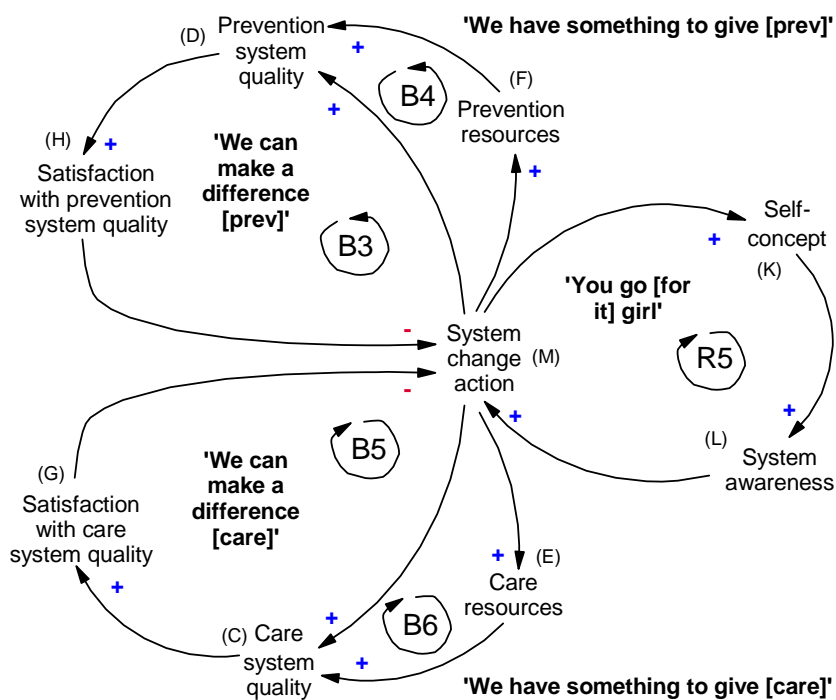 'We have something to give [prev]'
(D)
Prevention
system
quality
+
+
B4
(F)
Prevention
resources
+
(H)
+
Satisfaction
with prevention
system quality
'We can
make a
difference
[prev]'
B3
Self-
concept
(K)
+
'You go [for
it] girl'
R5
-
System
change
action
(M)
-
+
+
(L)
System
awareness
B5
(G)
Satisfaction
with care
system quality
+
'We can
make a
difference
[care]'
+
(E)
Care
resources
(C)
Care
system
quality
+
+
B6
'We have something to give [care]'